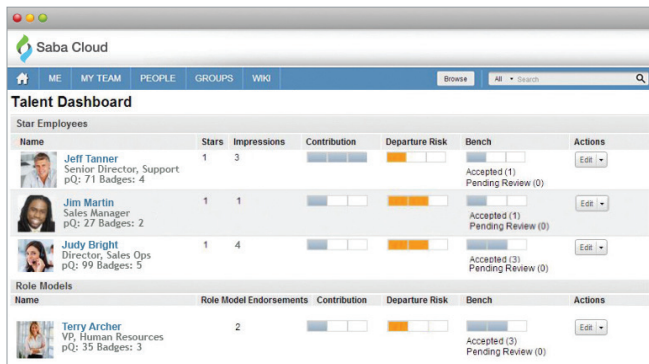 Saba Cloud
ME MY TEAM PEOPLE GROUPS WIKI Browse All Search
Talent Dashboard
Star Employees
Name Stars Impressions Contribution Departure Risk Bench Actions
Jeff Tanner 1 3 Edit
Senior Director, Support
pQ: 71 Badges: 4
Accepted (1)
Pending Review (0)
Jim Martin 1 1 Edit
Sales Manager
pQ: 27 Badges: 2
Accepted (1)
Pending Review (0)
Judy Bright 1 4 Edit
Director, Sales Ops
pQ: 99 Badges: 5
Accepted (3)
Pending Review (0)
Role Models
Name Role Model Endorsements Contribution Departure Risk Bench Actions
Terry Archer 2 Edit
VP, Human Resources
pQ: 35 Badges: 3
Accepted (3)
Pending Review (0)